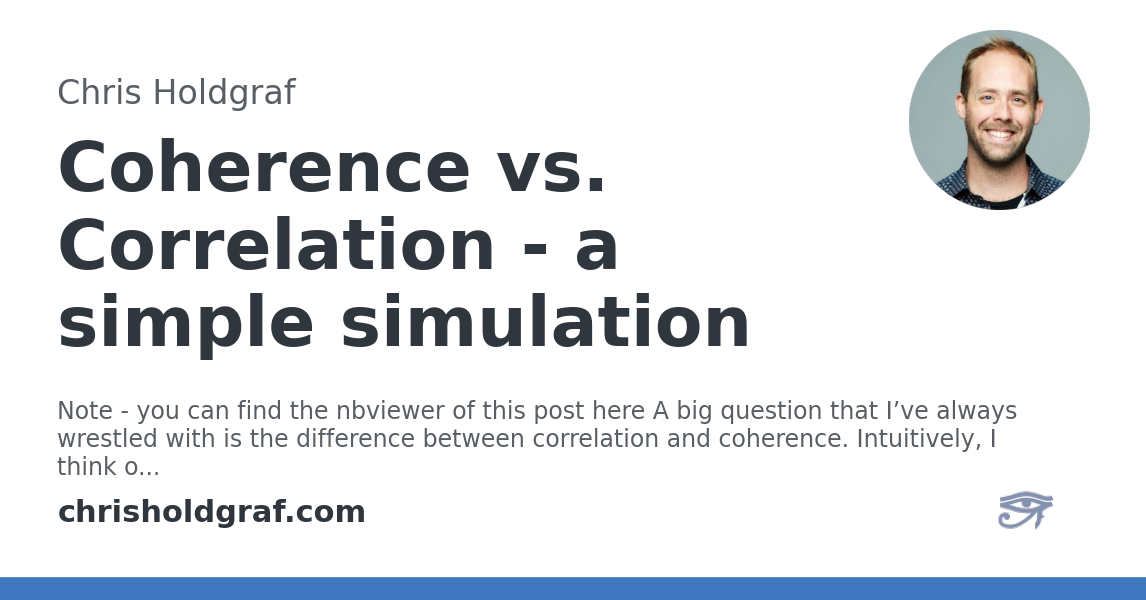 Chris Holdgraf
Coherence vs.
Correlation - a
simple simulation
Note - you can find the nbviewer of this post here A big question that I’ve always
wrestled with is the difference between correlation and coherence. Intuitively, I
think o...
chrisholdgraf.com